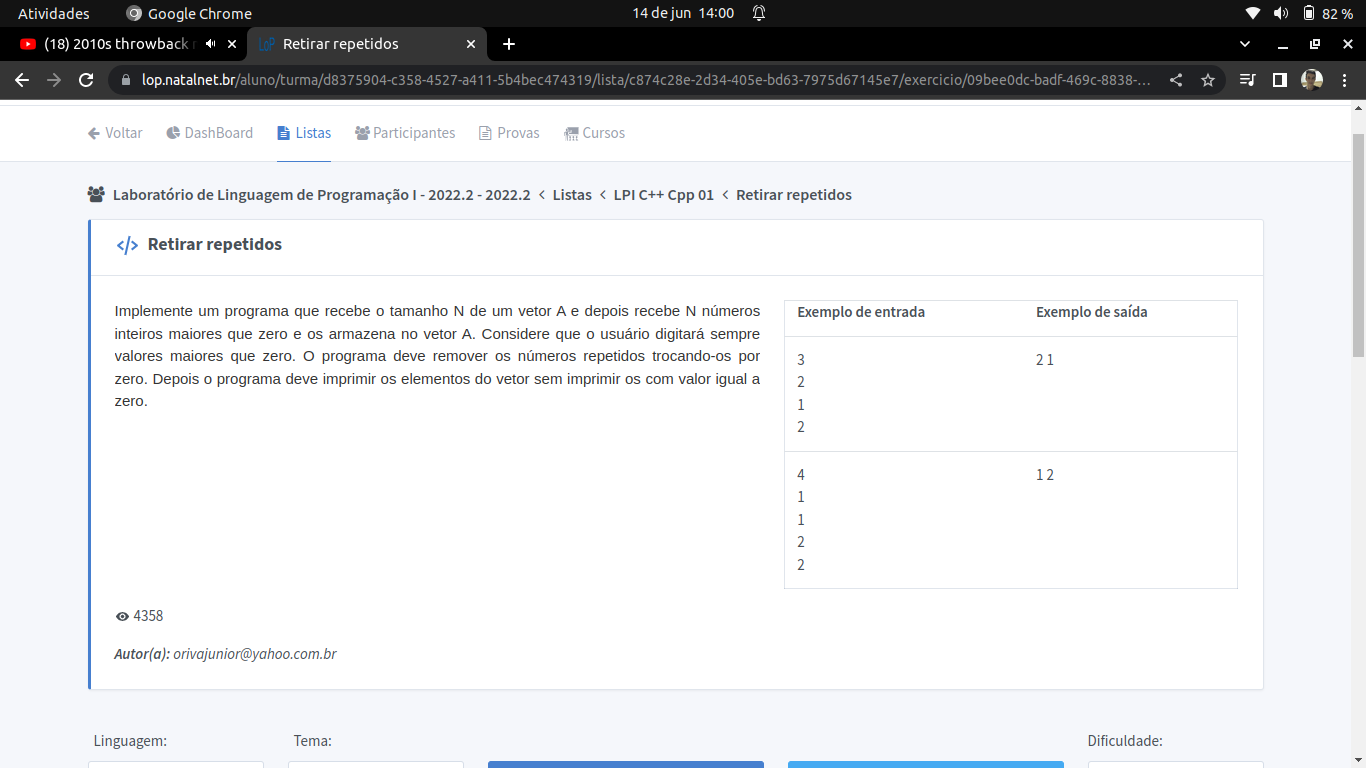 Atividades
Google Chrome
14 de jun 14:00
82 %
(18) 2010s throwback
LoP
Retirar repetidos
lop.natalnet.br/aluno/turma/d8375904-c358-4527-a411-5b4bec474319/lista/c874c28e-2d34-405e-bd63-7975d67145e7/exercicio/09bee0dc-badf-469c-8838-...
Voltar
DashBoard
Listas
Participantes
Provas
Cursos
Laboratório de Linguagem de Programação I - 2022.2 - 2022.2 < Listas < LPI C++ Cpp 01 < Retirar repetidos
</> Retirar repetidos
Implemente um programa que recebe o tamanho N de um vetor A e depois recebe N números
inteiros maiores que zero e os armazena no vetor A. Considere que o usuário digitará sempre
valores maiores que zero. O programa deve remover os números repetidos trocando-os por
zero. Depois o programa deve imprimir os elementos do vetor sem imprimir os com valor igual a
zero.
Exemplo de entrada
Exemplo de saída
3
2
1
2
2 1
4
1
1
2
2
1 2
4358
Autor(a): orivajunior@yahoo.com.br
Linguagem:
Tema:
Dificuldade: